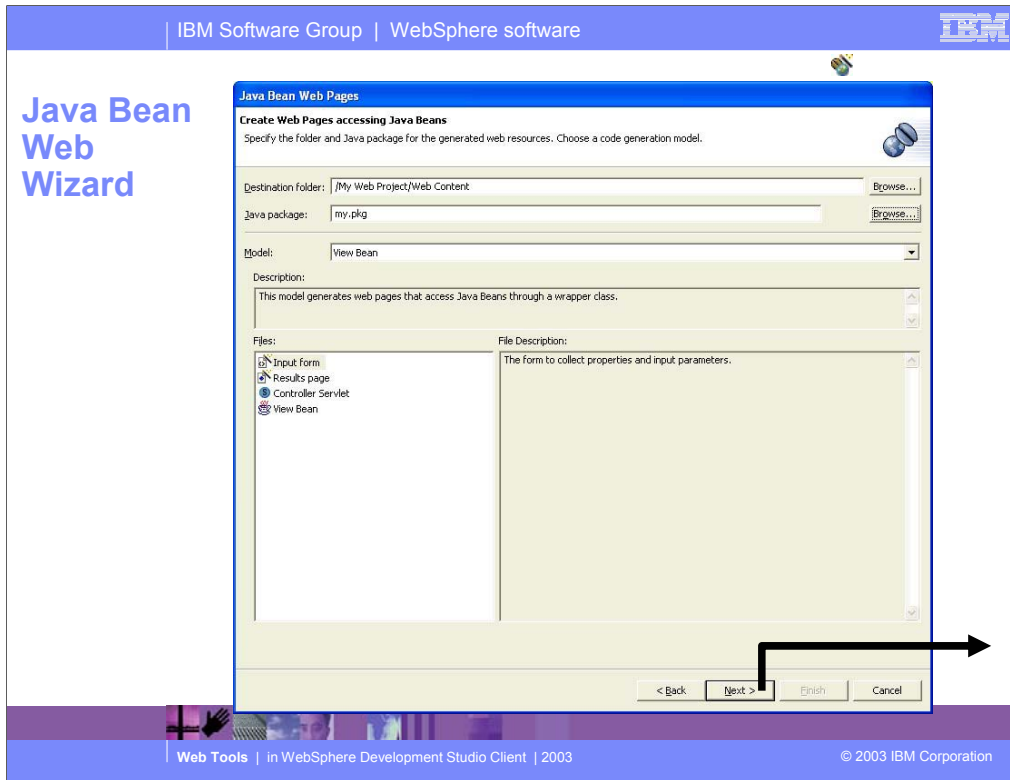 IBM Software Group | WebSphere software
IBM
Java Bean
Web
Wizard
Java Bean Web Pages
Create Web Pages accessing Java Beans
Specify the folder and Java package for the generated web resources. Choose a code generation model.
Destination folder: /My Web Project/Web Content Browse...
Java package: my.pkg Browse...
Model: View Bean
Description:
This model generates web pages that access Java Beans through a wrapper class.
Files: File Description:
Input form The form to collect properties and input parameters.
Results page
Controller Servlet
View Bean
< Back Next > Finish Cancel
Web Tools | in WebSphere Development Studio Client | 2003 © 2003 IBM Corporation